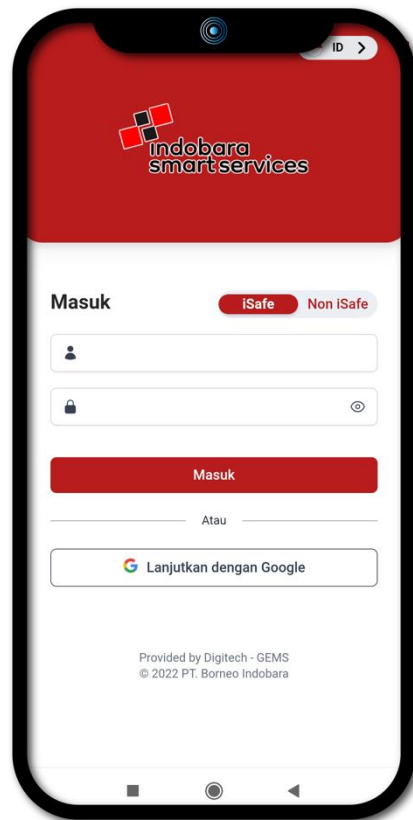 ID
indobara
smart services
Masuk
iSafe Non iSafe
Masuk
Atau
Lanjutkan dengan Google
Provided by Digitech - GEMS
© 2022 PT. Borneo Indobara